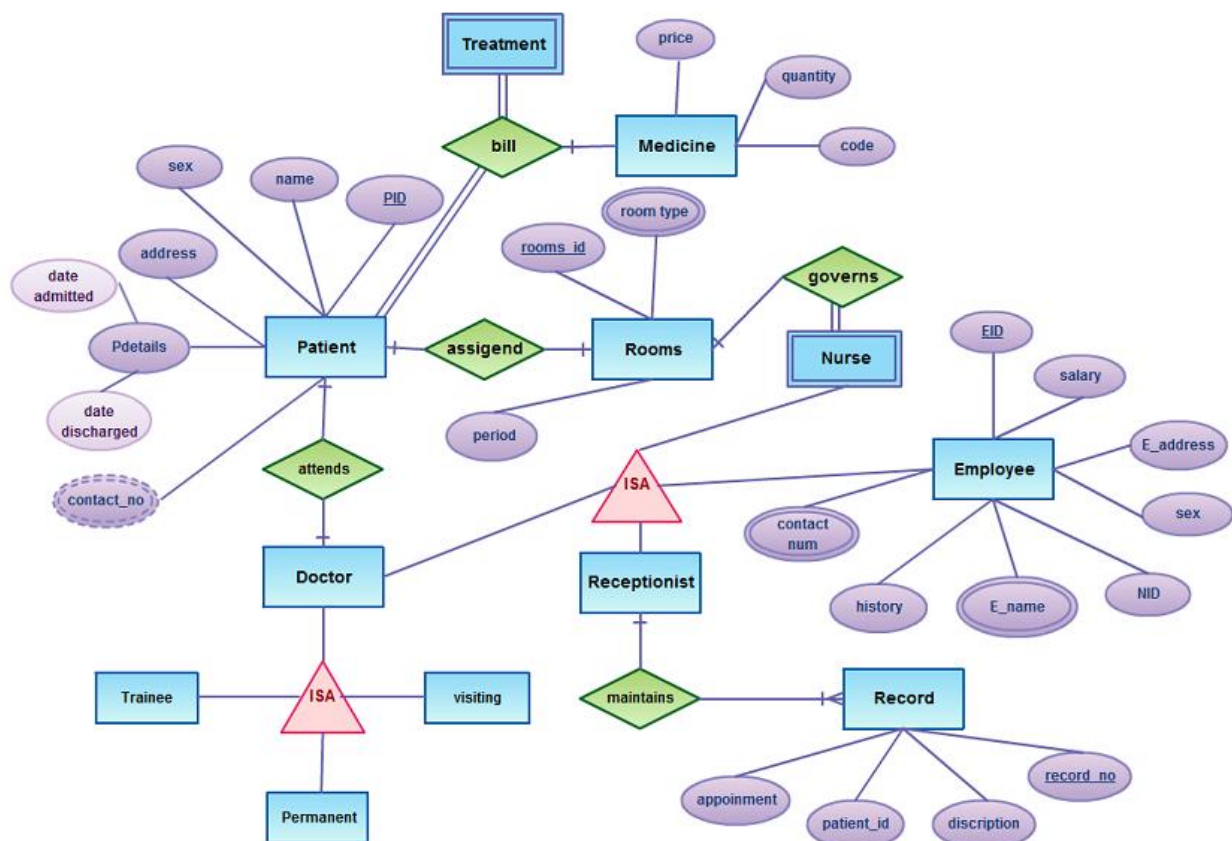 Treatment
price
quantity
bill
Medicine
code
sex
name
PID
room type
rooms_id
address
date
admitted
governs
Pdetails
Patient
assigend
Rooms
Nurse
EID
salary
date
discharged
period
E_address
attends
ISA
Employee
contact_no
contact
num
sex
Doctor
Receptionist
history
E_name
NID
Trainee
ISA
visiting
maintains
Record
Permanent
appoinment
patient_id
discription
record_no